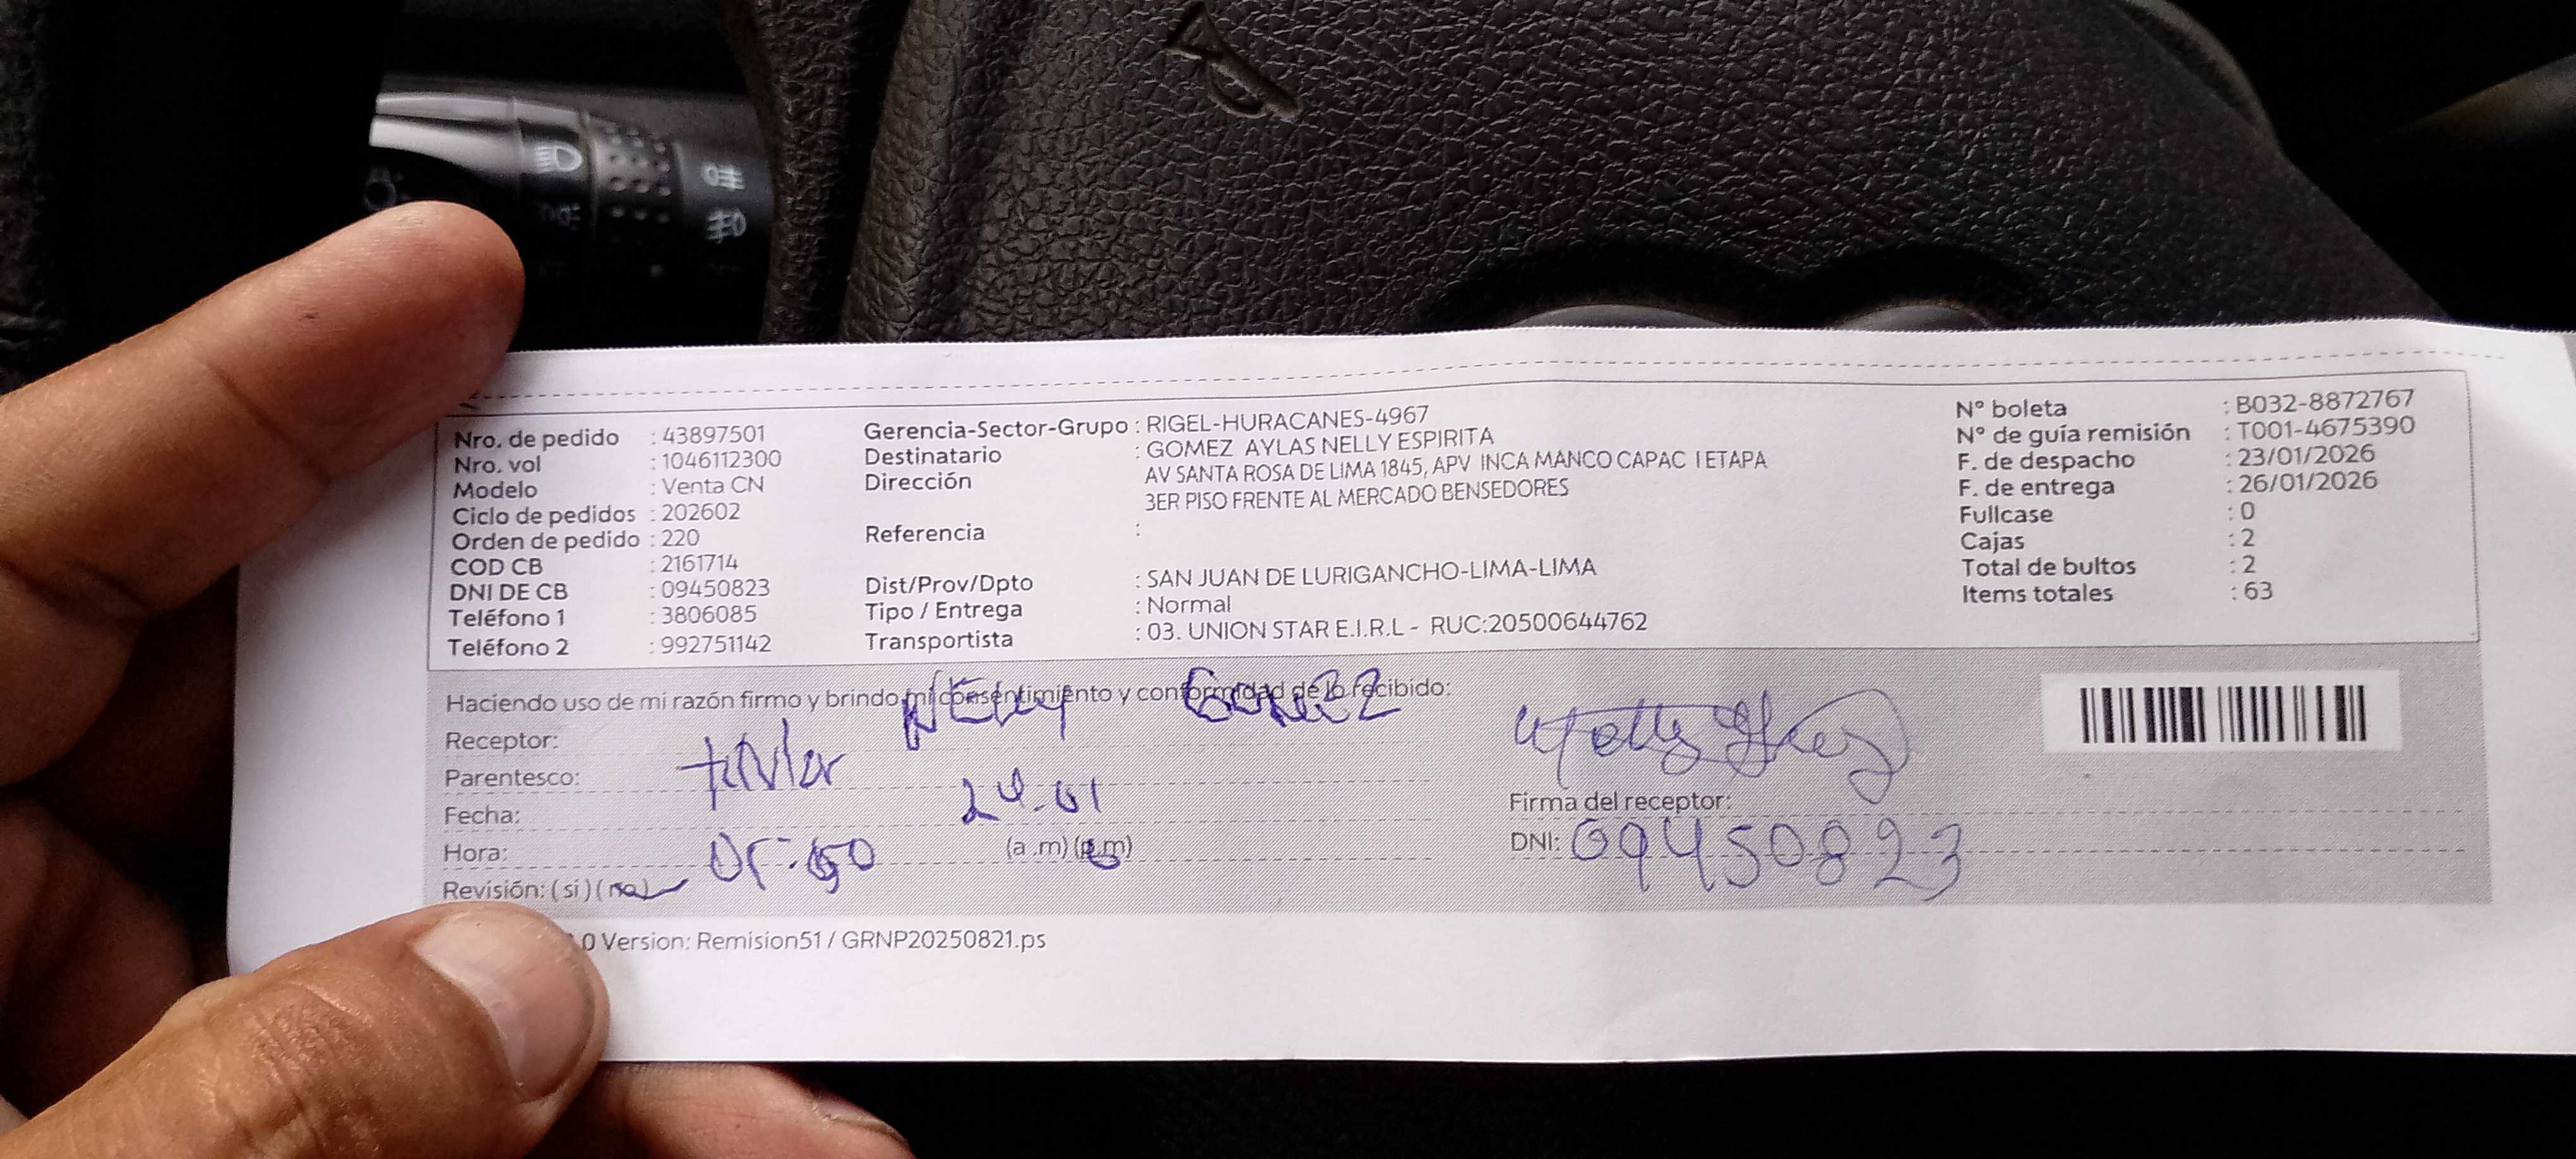 Nro. de pedido : 43897501
Nro. vol : 1046112300
Modelo : Venta CN
Ciclo de pedidos : 202602
Orden de pedido : 220
COD CB : 2161714
DNI DE CB : 09450823
Teléfono 1 : 3806085
Teléfono 2 : 992751142
Gerencia-Sector-Grupo : RIGEL-HURACANES-4967
Destinatario : GOMEZ AYLAS NELLY ESPIRITA
Dirección AV SANTA ROSA DE LIMA 1845, APV INCA MANCO CAPAC I ETAPA
3ER PISO FRENTE AL MERCADO BENSEDORES
Referencia :
Dist/Prov/Dpto : SAN JUAN DE LURIGANCHO-LIMA-LIMA
Tipo / Entrega : Normal
Transportista : 03. UNION STAR E.I.R.L - RUC:20500644762
N° boleta : B032-8872767
N° de guía remisión : T001-4675390
F. de despacho : 23/01/2026
F. de entrega : 26/01/2026
Fullcase : 0
Cajas : 2
Total de bultos : 2
Items totales : 63
Haciendo uso de mi razón firmo y brindo mi consentimiento y conformidad de lo recibido:
Receptor: Nelly Gomez
Parentesco: titular
Fecha: 24.01
Hora: (a .m) (p.m)
Revisión: (si) (no)
Firma del receptor:
DNI: 09450823
0 Version: Remision51 / GRNP20250821.ps